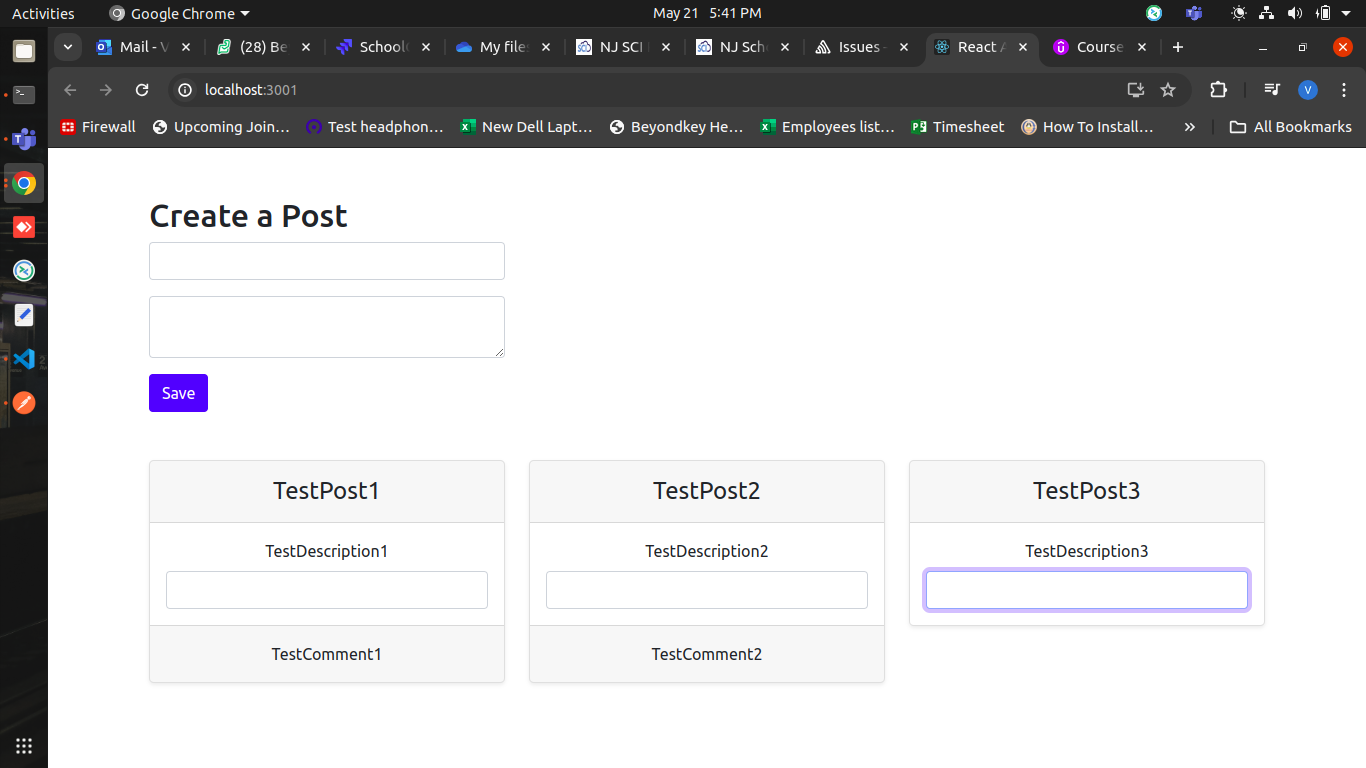 Activities Google Chrome May 21 5:41 PM
Mail - V (28) Be School My file NJ SCI NJ Sch Issues - React A Course
localhost:3001 V
Firewall Upcoming Join… Test headphon… New Dell Lapt… Beyondkey He… Employees list… Timesheet How To Install… » All Bookmarks
Create a Post
Save
TestPost1 TestPost2 TestPost3
TestDescription1 TestDescription2 TestDescription3
TestComment1 TestComment2